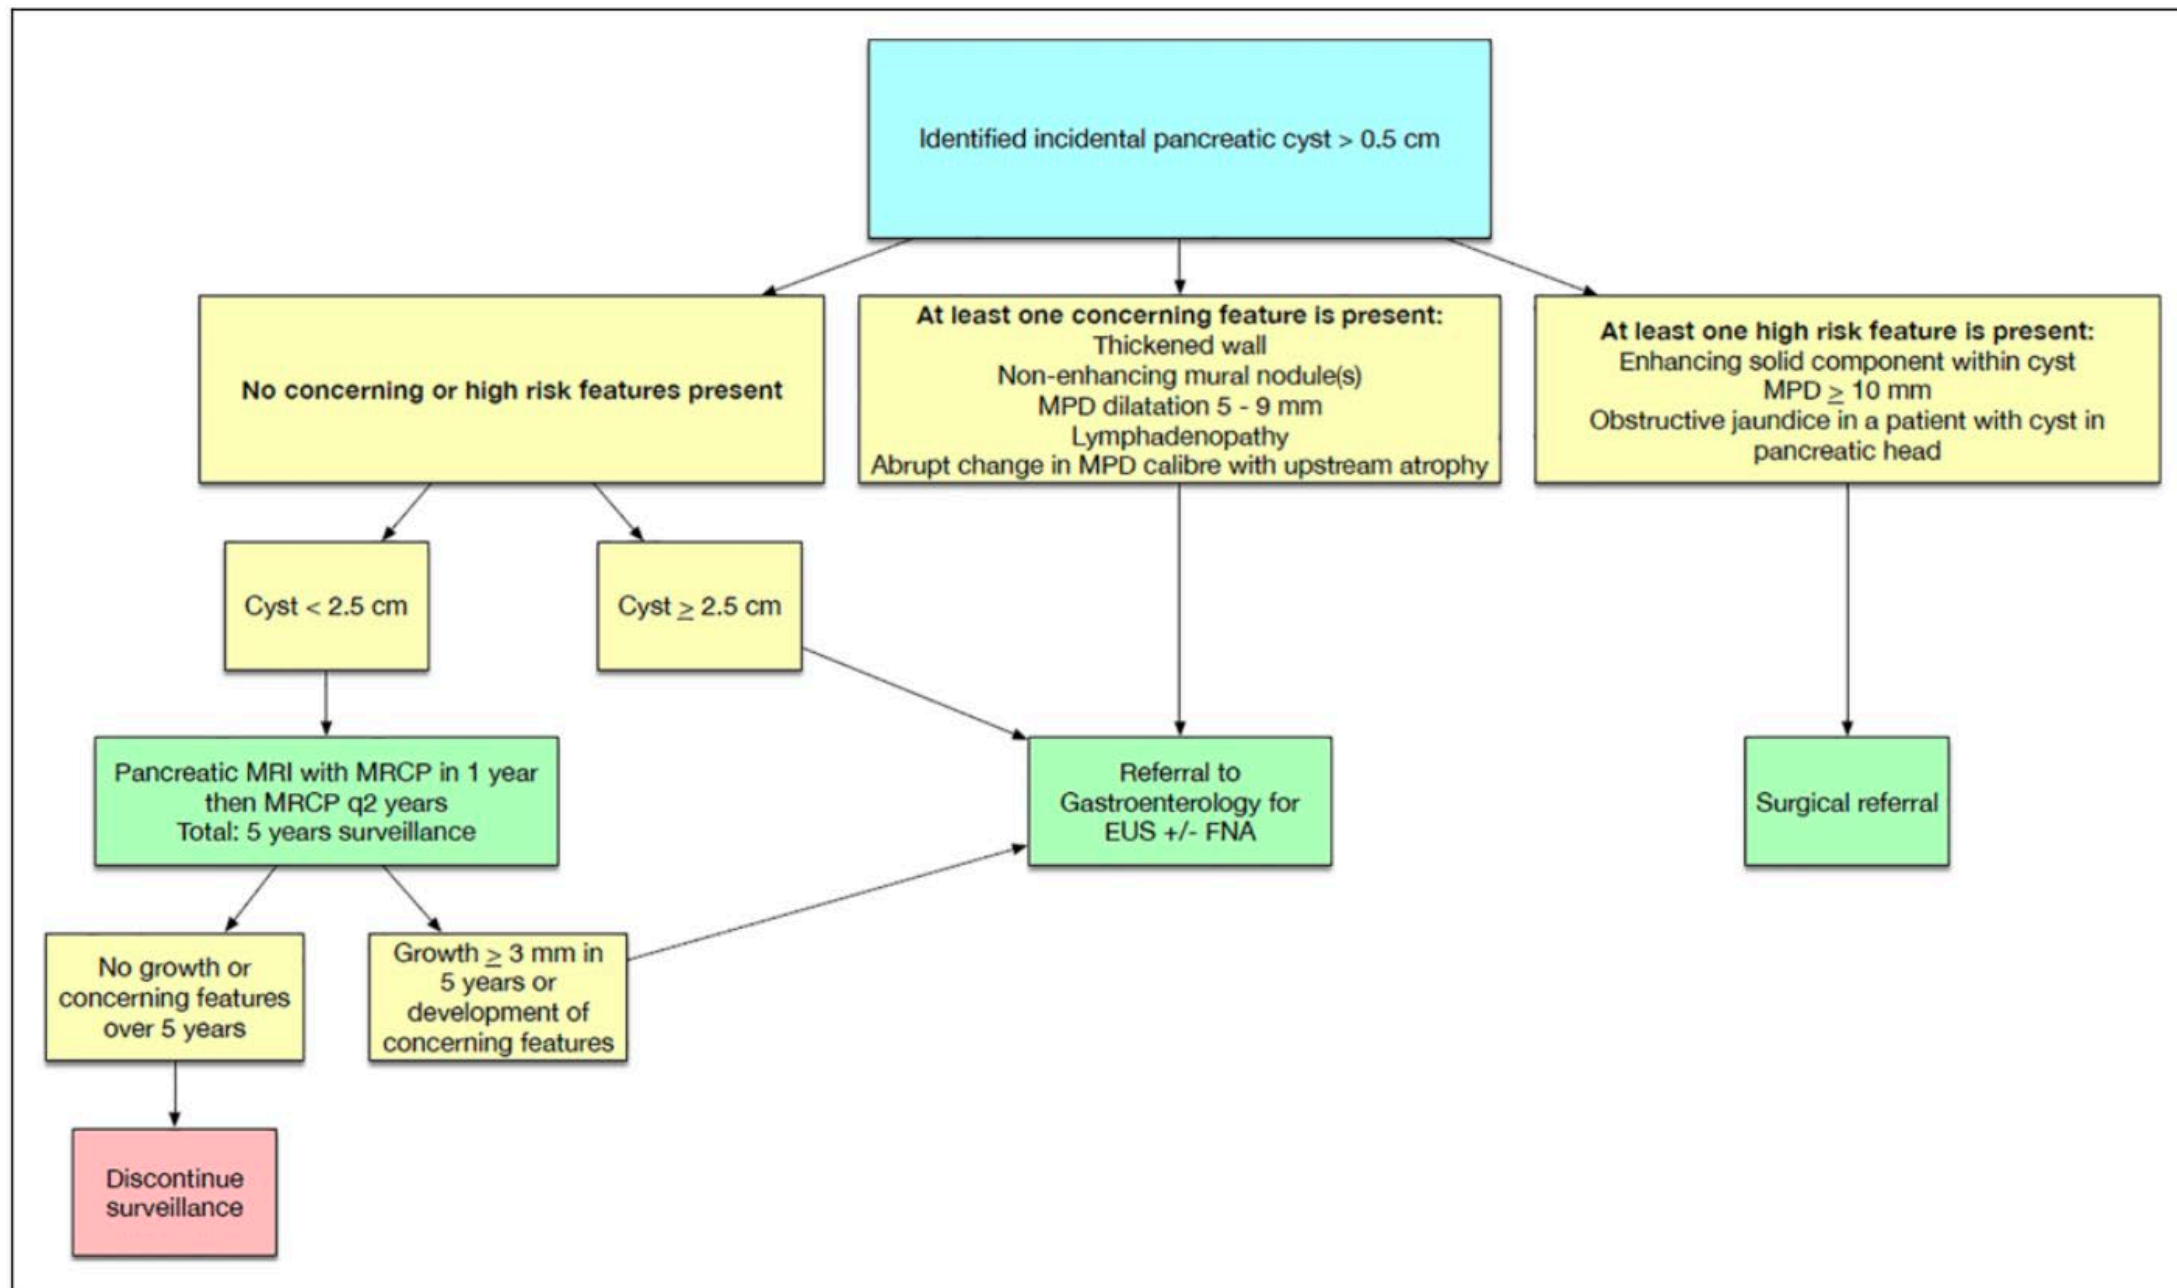 Identified incidental pancreatic cyst > 0.5 cm
No concerning or high risk features present
At least one concerning feature is present:
Thickened wall
Non-enhancing mural nodule(s)
MPD dilatation 5 - 9 mm
Lymphadenopathy
Abrupt change in MPD calibre with upstream atrophy
At least one high risk feature is present:
Enhancing solid component within cyst
MPD ≥ 10 mm
Obstructive jaundice in a patient with cyst in
pancreatic head
Cyst < 2.5 cm
Cyst ≥ 2.5 cm
Pancreatic MRI with MRCP in 1 year
then MRCP q2 years
Total: 5 years surveillance
Referral to
Gastroenterology for
EUS +/- FNA
Surgical referral
No growth or
concerning features
over 5 years
Growth ≥ 3 mm in
5 years or
development of
concerning features
Discontinue
surveillance